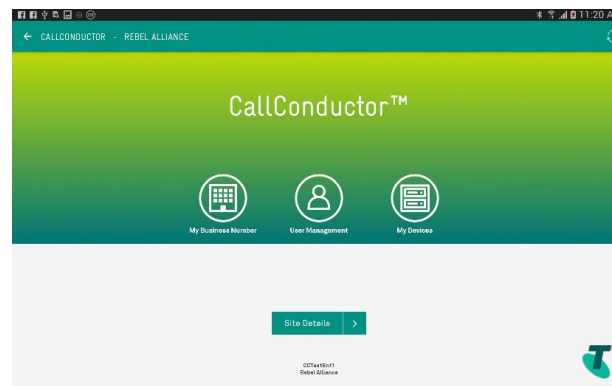 11:20 A
CALLCONDUCTOR - REBEL ALLIANCE
CallConductor™
My Business Number
User Management
My Devices
Site Details
CCTestEnt1
Rebel Alliance